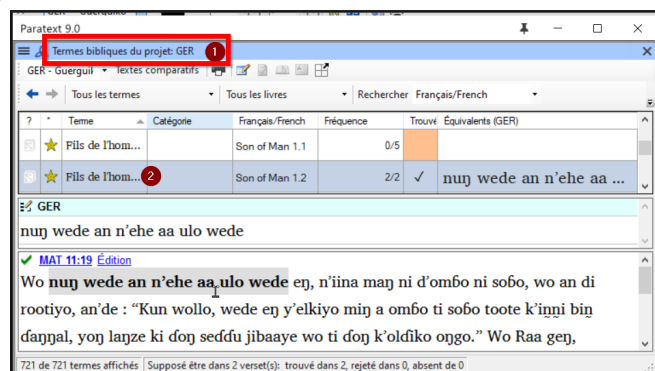 Paratext 9.0
Termes bibliques du projet: GER 1
GER - Guerguil Textes comparatifs
Tous les termes Tous les livres Rechercher Français/French
? * Terme Catégorie Français/French Fréquence Trouvé Équivalents (GER)
Fils de l'hom... Son of Man 1.1 0/5
Fils de l'hom... 2 Son of Man 1.2 2/2 ✓ nuŋ wede an n'ehe aa ...
GER
nuŋ wede an n'ehe aa ulo wede
MAT 11:19 Édition
Wo nuŋ wede an n'ehe aa ulo wede eŋ, n'iina maŋ ni d'omɓo ni soɓo, wo an di
rootiyo, an'de : “Kun wollo, wede eŋ y'elkiyo miŋ a omɓo ti soɓo toote k'iŋŋi biŋ
ɗaŋŋal, yoŋ laŋze ki ɗoŋ seɗɗu jibaaye wo ti ɗoŋ k'olɗiko oŋgo.” Wo Raa geŋ,
721 de 721 termes affichés Supposé être dans 2 verset(s): trouvé dans 2, rejeté dans 0, absent de 0